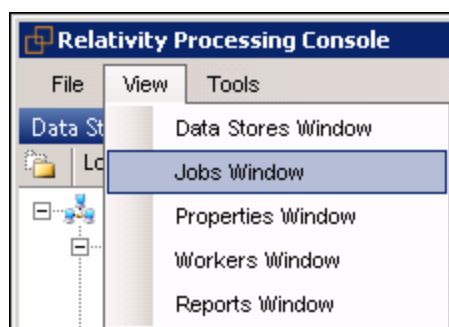 Relativity Processing Console
File View Tools
Data St
Data Stores Window
Lo
Jobs Window
Properties Window
Workers Window
Reports Window